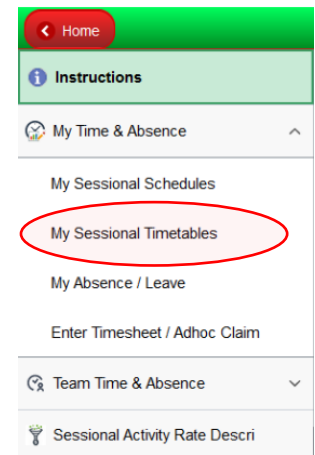 Home
Instructions
My Time & Absence
My Sessional Schedules
My Sessional Timetables
My Absence / Leave
Enter Timesheet / Adhoc Claim
Team Time & Absence
Sessional Activity Rate Descri